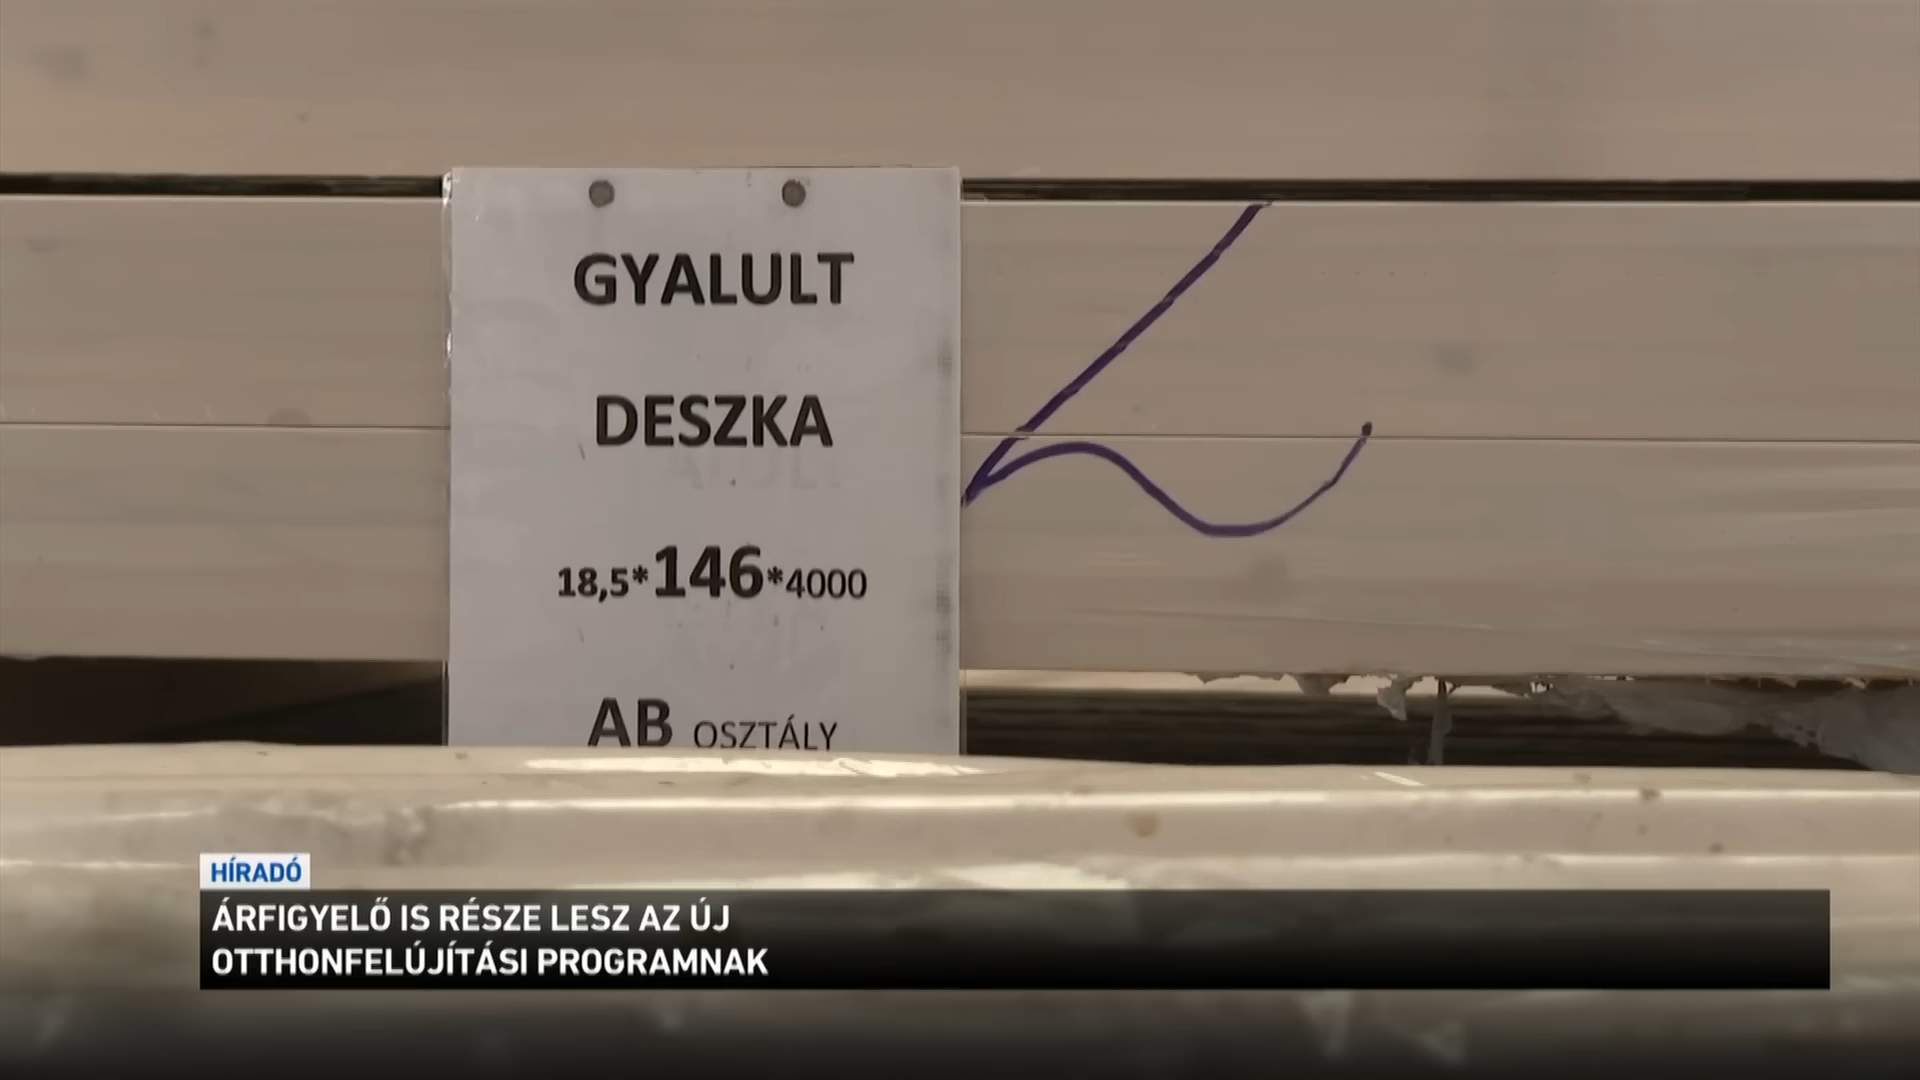 GYALULT
DESZKA
18,5*146*4000
AB OSZTÁLY
HÍRADÓ
ÁRFIGYELŐ IS RÉSZE LESZ AZ ÚJ
OTTHONFELÚJÍTÁSI PROGRAMNAK